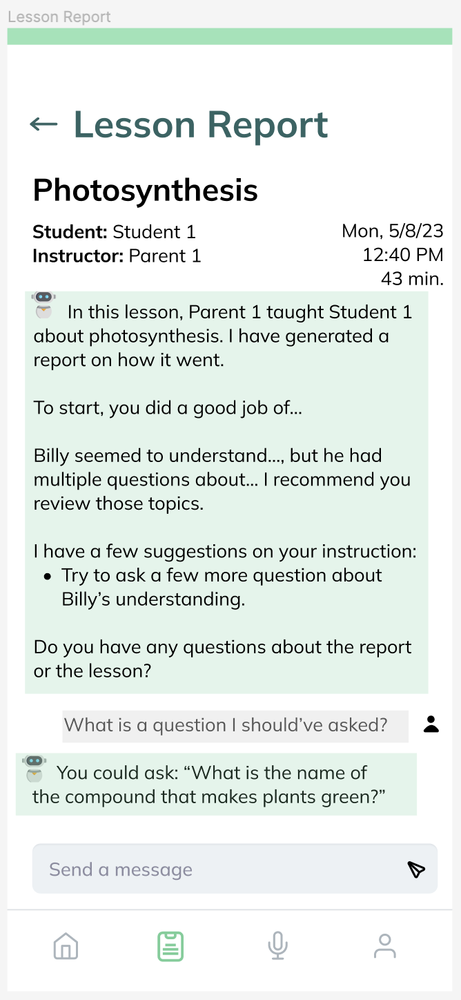 Lesson Report
← Lesson Report
Photosynthesis
Student: Student 1
Instructor: Parent 1
Mon, 5/8/23
12:40 PM
43 min.
In this lesson, Parent 1 taught Student 1
about photosynthesis. I have generated a
report on how it went.
To start, you did a good job of...
Billy seemed to understand..., but he had
multiple questions about... I recommend you
review those topics.
I have a few suggestions on your instruction:
• Try to ask a few more question about
Billy’s understanding.
Do you have any questions about the report
or the lesson?
What is a question I should’ve asked?
You could ask: “What is the name of
the compound that makes plants green?”
Send a message